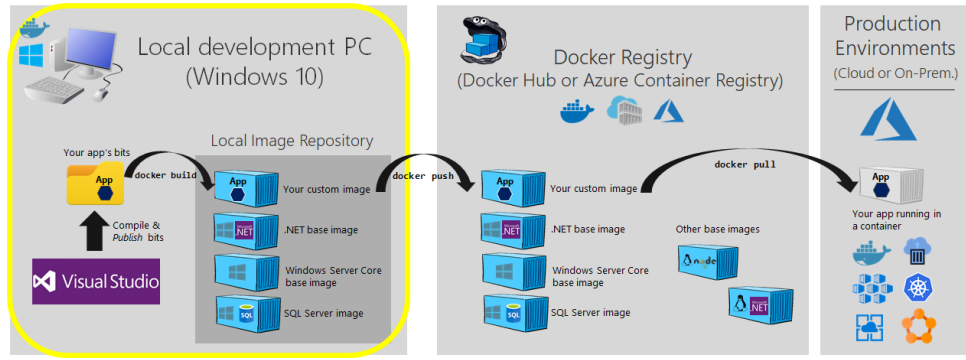 Local development PC
(Windows 10)
Your app's bits
App
docker build
Compile &
Publish bits
Visual Studio
Local Image Repository
App
Your custom image
.NET
.NET base image
Windows Server Core
base image
SQL
SQL Server image
docker push
Docker Registry
(Docker Hub or Azure Container Registry)
App
Your custom image
.NET
.NET base image
Windows Server Core
base image
SQL
SQL Server image
Other base images
node
.NET
docker pull
Production
Environments
(Cloud or On-Prem.)
App
Your app running in
a container